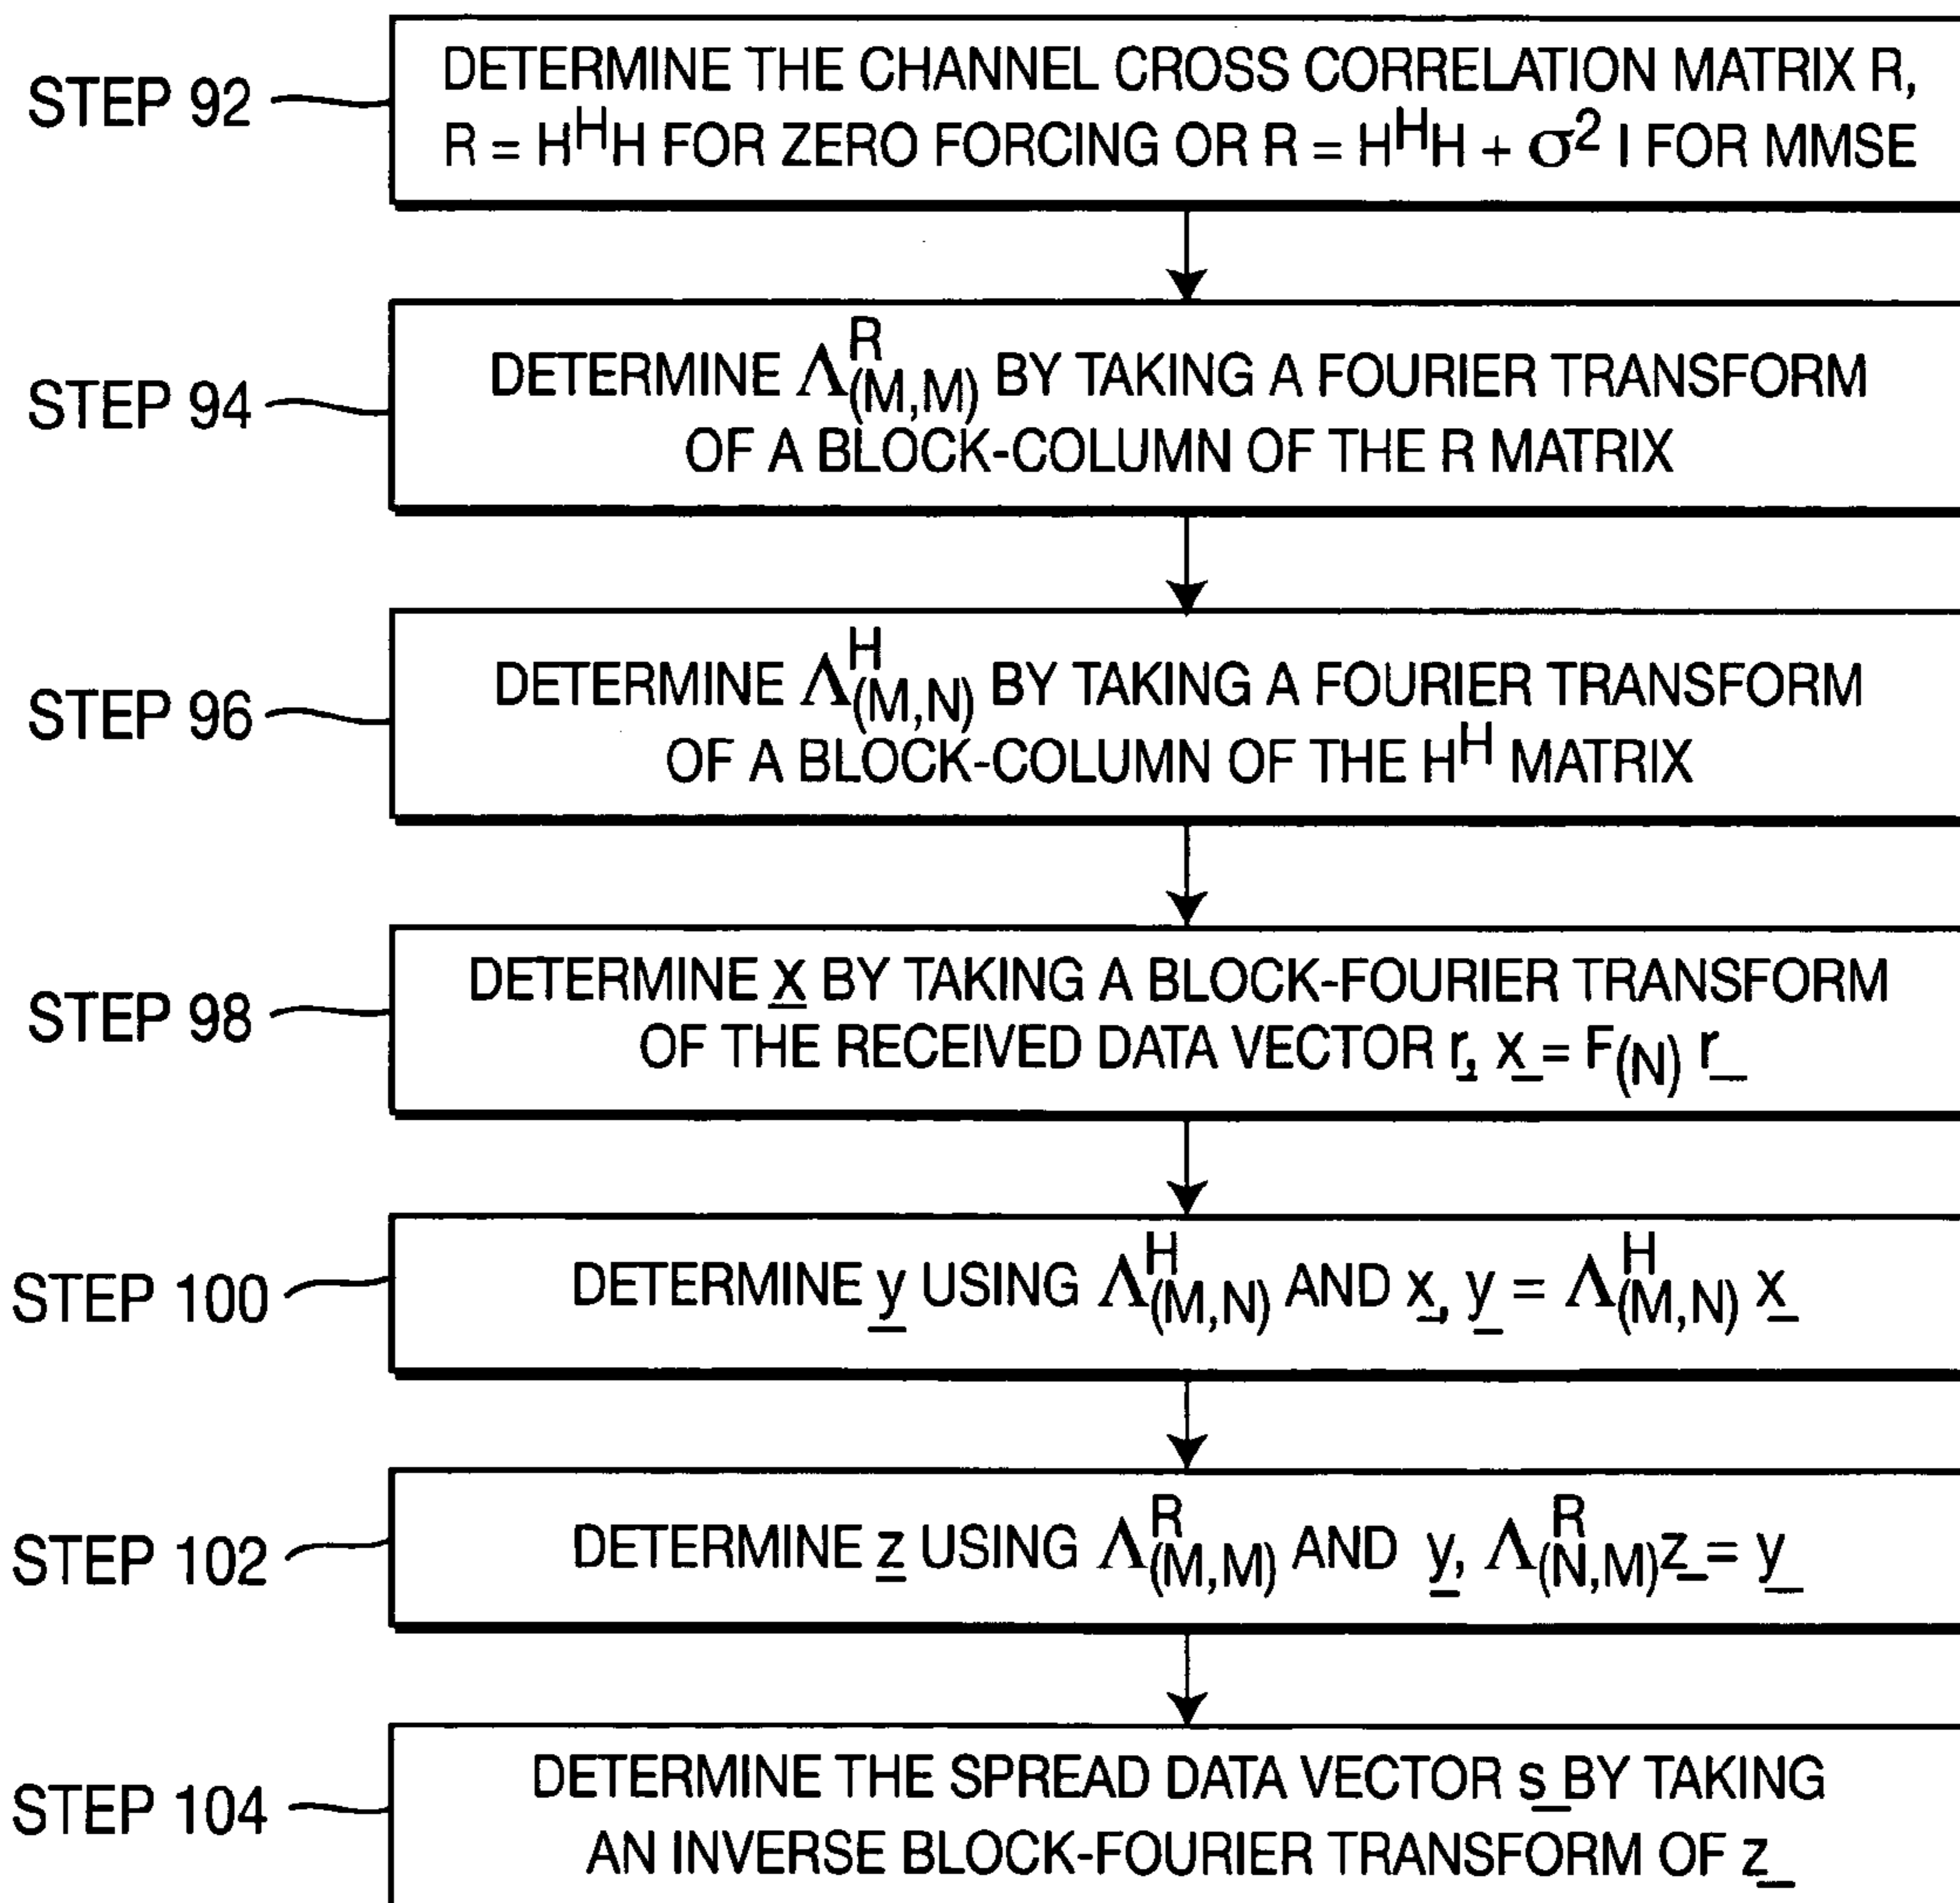 STEP 92
DETERMINE THE CHANNEL CROSS CORRELATION MATRIX R,
R = H^H H FOR ZERO FORCING OR R = H^H H + σ² I FOR MMSE
STEP 94
DETERMINE Λ^R_(M,M) BY TAKING A FOURIER TRANSFORM
OF A BLOCK-COLUMN OF THE R MATRIX
STEP 96
DETERMINE Λ^H_(M,N) BY TAKING A FOURIER TRANSFORM
OF A BLOCK-COLUMN OF THE H^H MATRIX
STEP 98
DETERMINE x BY TAKING A BLOCK-FOURIER TRANSFORM
OF THE RECEIVED DATA VECTOR r, x = F_(N) r
STEP 100
DETERMINE y USING Λ^H_(M,N) AND x, y = Λ^H_(M,N) x
STEP 102
DETERMINE z USING Λ^R_(M,M) AND y, Λ^R_(N,M) z = y
STEP 104
DETERMINE THE SPREAD DATA VECTOR s BY TAKING
AN INVERSE BLOCK-FOURIER TRANSFORM OF z